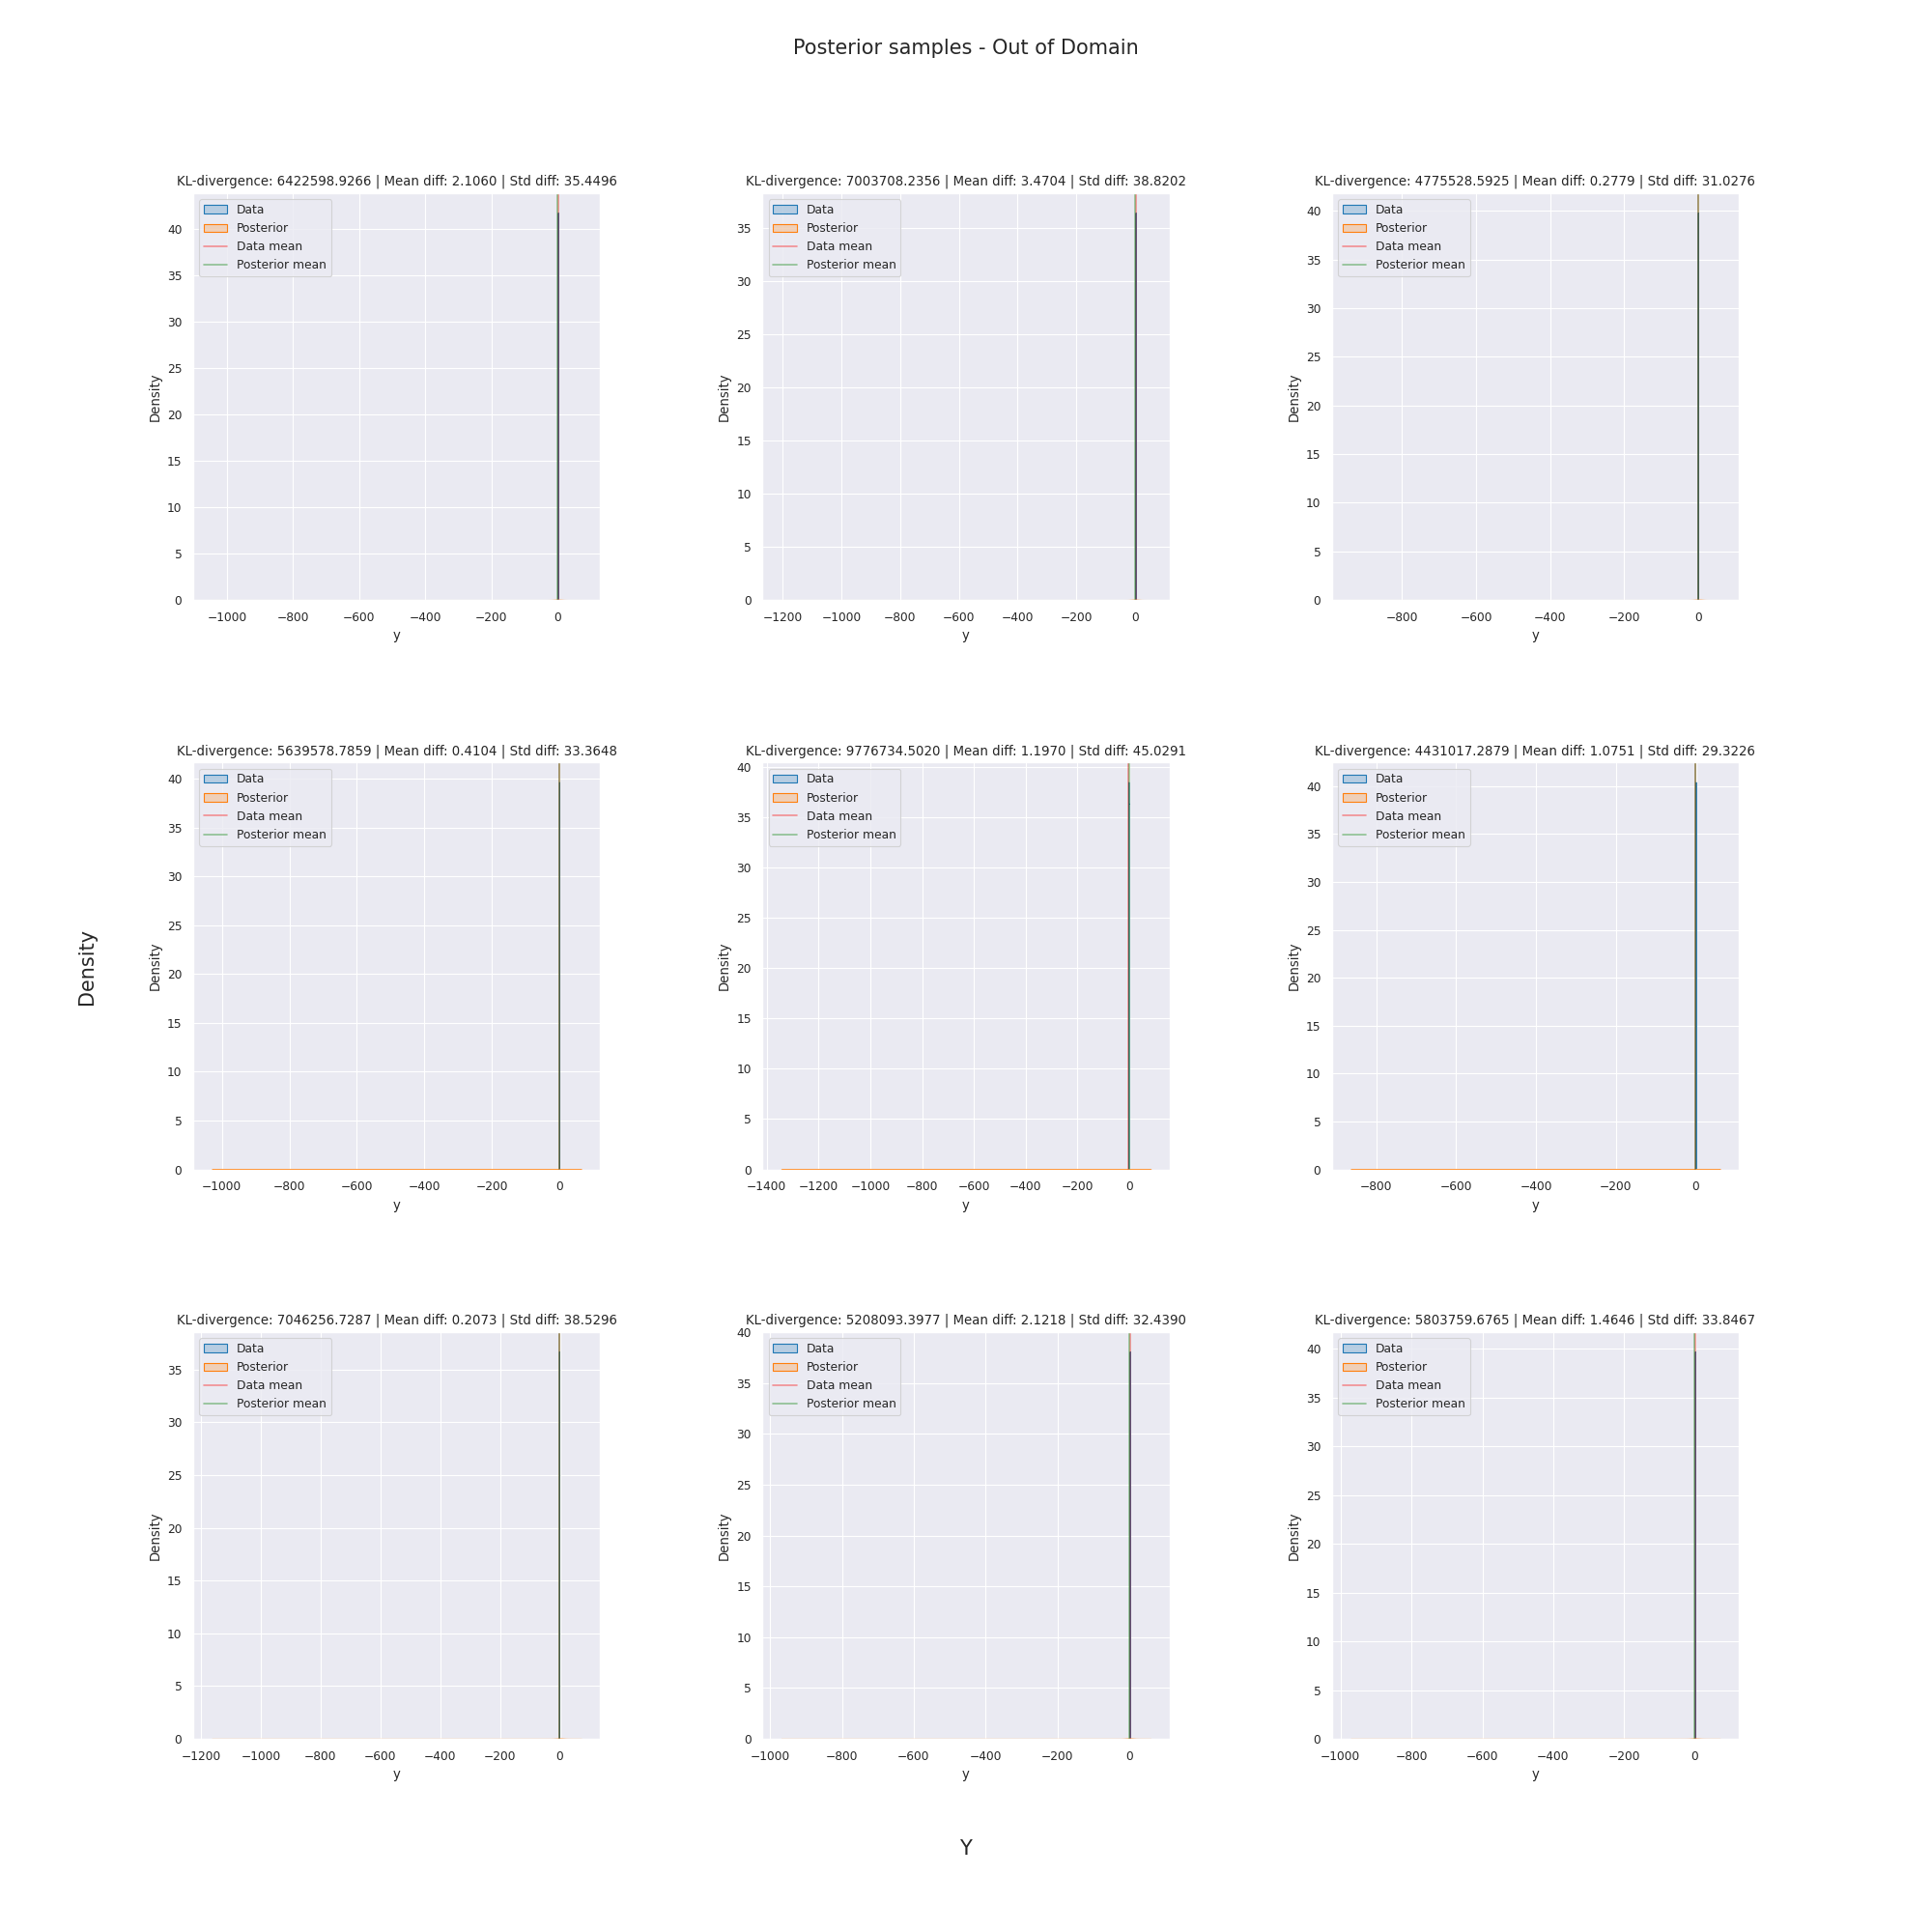 Posterior samples - Out of Domain
KL-divergence: 6422598.9266 | Mean diff: 2.1060 | Std diff: 35.4496
Data
Posterior
Data mean
Posterior mean
40
35
30
25
20
15
10
5
0
Density
−1000 −800 −600 −400 −200 0
y
KL-divergence: 7003708.2356 | Mean diff: 3.4704 | Std diff: 38.8202
Data
Posterior
Data mean
Posterior mean
35
30
25
20
15
10
5
0
Density
−1200 −1000 −800 −600 −400 −200 0
y
KL-divergence: 4775528.5925 | Mean diff: 0.2779 | Std diff: 31.0276
Data
Posterior
Data mean
Posterior mean
40
35
30
25
20
15
10
5
0
Density
−800 −600 −400 −200 0
y
Density
KL-divergence: 5639578.7859 | Mean diff: 0.4104 | Std diff: 33.3648
Data
Posterior
Data mean
Posterior mean
40
35
30
25
20
15
10
5
0
Density
−1000 −800 −600 −400 −200 0
y
KL-divergence: 9776734.5020 | Mean diff: 1.1970 | Std diff: 45.0291
Data
Posterior
Data mean
Posterior mean
40
35
30
25
20
15
10
5
0
Density
−1400 −1200 −1000 −800 −600 −400 −200 0
y
KL-divergence: 4431017.2879 | Mean diff: 1.0751 | Std diff: 29.3226
Data
Posterior
Data mean
Posterior mean
40
35
30
25
20
15
10
5
0
Density
−800 −600 −400 −200 0
y
KL-divergence: 7046256.7287 | Mean diff: 0.2073 | Std diff: 38.5296
Data
Posterior
Data mean
Posterior mean
35
30
25
20
15
10
5
0
Density
−1200 −1000 −800 −600 −400 −200 0
y
KL-divergence: 5208093.3977 | Mean diff: 2.1218 | Std diff: 32.4390
Data
Posterior
Data mean
Posterior mean
40
35
30
25
20
15
10
5
0
Density
−1000 −800 −600 −400 −200 0
y
KL-divergence: 5803759.6765 | Mean diff: 1.4646 | Std diff: 33.8467
Data
Posterior
Data mean
Posterior mean
40
35
30
25
20
15
10
5
0
Density
−1000 −800 −600 −400 −200 0
y
Y